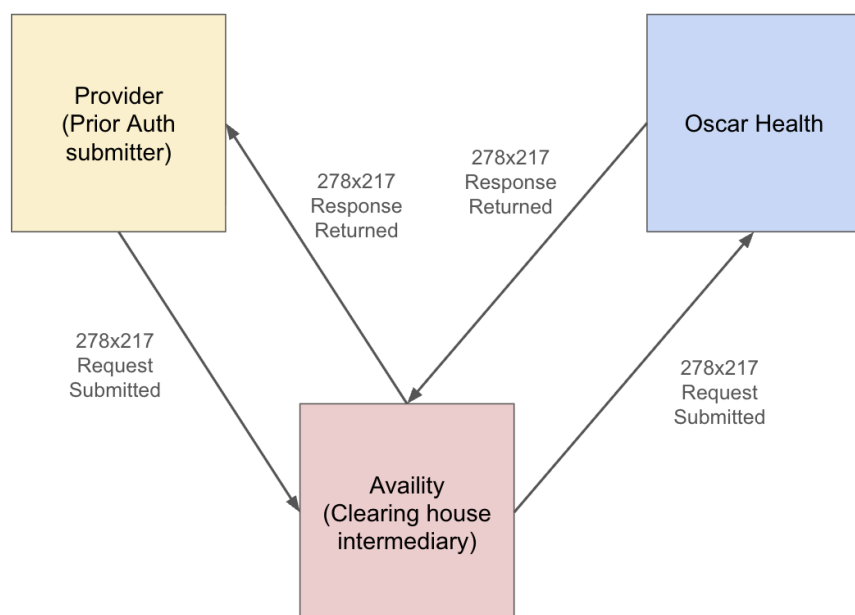 Provider
(Prior Auth
submitter)
Oscar Health
278x217
Response
Returned
278x217
Response
Returned
278x217
Request
Submitted
278x217
Request
Submitted
Availity
(Clearing house
intermediary)